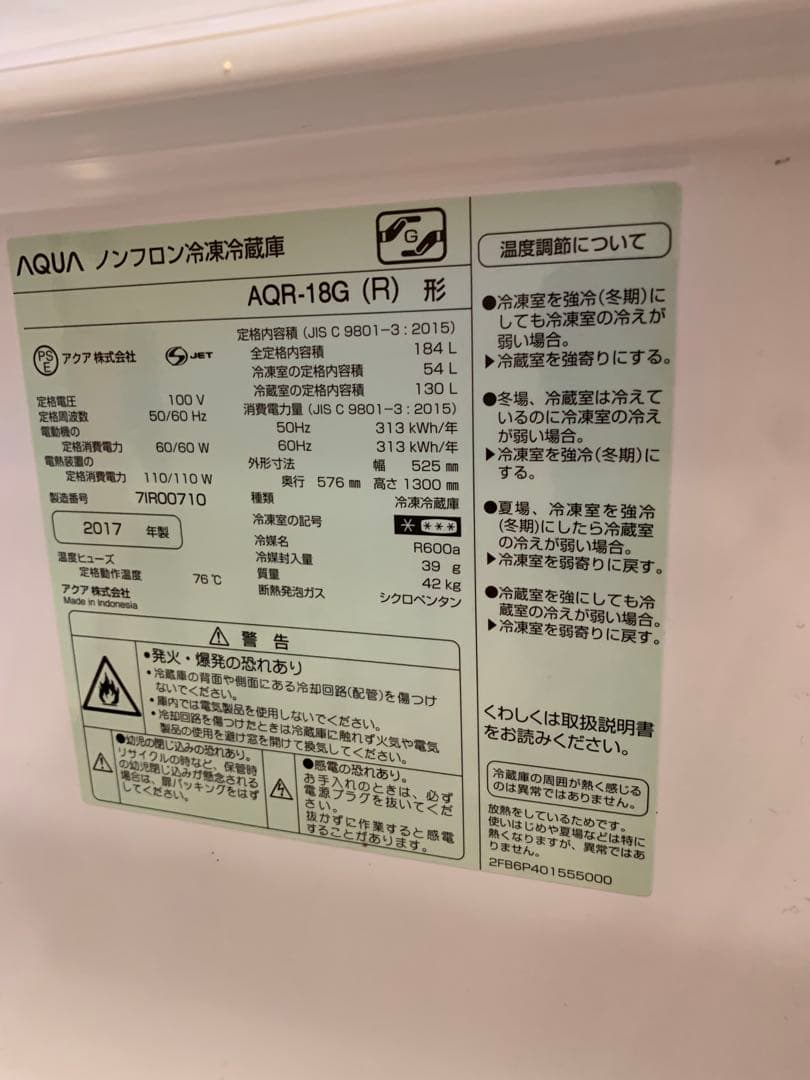 AQUA ノンフロン冷凍冷蔵庫
G
AQR-18G (R) 形
PS
E
アクア株式会社
S JET
定格電圧 100 V
定格周波数 50/60 Hz
電動機の
定格消費電力 60/60 W
電熱装置の
定格消費電力 110/110 W
製造番号 7IR00710
2017 年製
温度ヒューズ
定格動作温度 76℃
アクア株式会社
Made in Indonesia
定格内容積 (JIS C 9801-3:2015)
全定格内容積 184 L
冷凍室の定格内容積 54 L
冷蔵室の定格内容積 130 L
消費電力量 (JIS C 9801-3:2015)
50Hz 313 kWh/年
60Hz 313 kWh/年
外形寸法 幅 525 mm
奥行 576 mm 高さ 1300 mm
種類 冷凍冷蔵庫
冷凍室の記号 * ***
冷媒名 R600a
冷媒封入量 39 g
質量 42 kg
断熱発泡ガス シクロペンタン
⚠ 警告
•発火・爆発の恐れあり
•冷蔵庫の背面や側面にある冷却回路(配管)を傷つけ
ないでください。
•庫内では電気製品を使用しないでください。
•冷却回路を傷つけたときは冷蔵庫に触れず火気や電気
製品の使用を避け窓を開けて換気してください。
●幼児の閉じ込みの恐れあり。
リサイクルの時など、保管時
の幼児閉じ込みが懸念される
場合は、扉パッキングをはず
してください。
●感電の恐れあり。
お手入れのときは、必ず
電源プラグを抜いてくだ
さい。
抜かずに作業すると感電
することがあります。
温度調節について
●冷凍室を強冷(冬期)に
しても冷凍室の冷えが
弱い場合。
▶冷蔵室を強寄りにする。
●冬場、冷蔵室は冷えて
いるのに冷凍室の冷え
が弱い場合。
▶冷凍室を強冷(冬期)に
する。
●夏場、冷凍室を強冷
(冬期)にしたら冷蔵室
の冷えが弱い場合。
▶冷凍室を弱寄りに戻す。
●冷蔵室を強にしても冷
蔵室の冷えが弱い場合。
▶冷凍室を弱寄りに戻す。
くわしくは取扱説明書
をお読みください。
冷蔵庫の周囲が熱く感じる
のは異常ではありません。
放熱をしているためです。
使いはじめや夏場などは特に
熱くなりますが、異常ではあ
りません。
2FB6P401555000